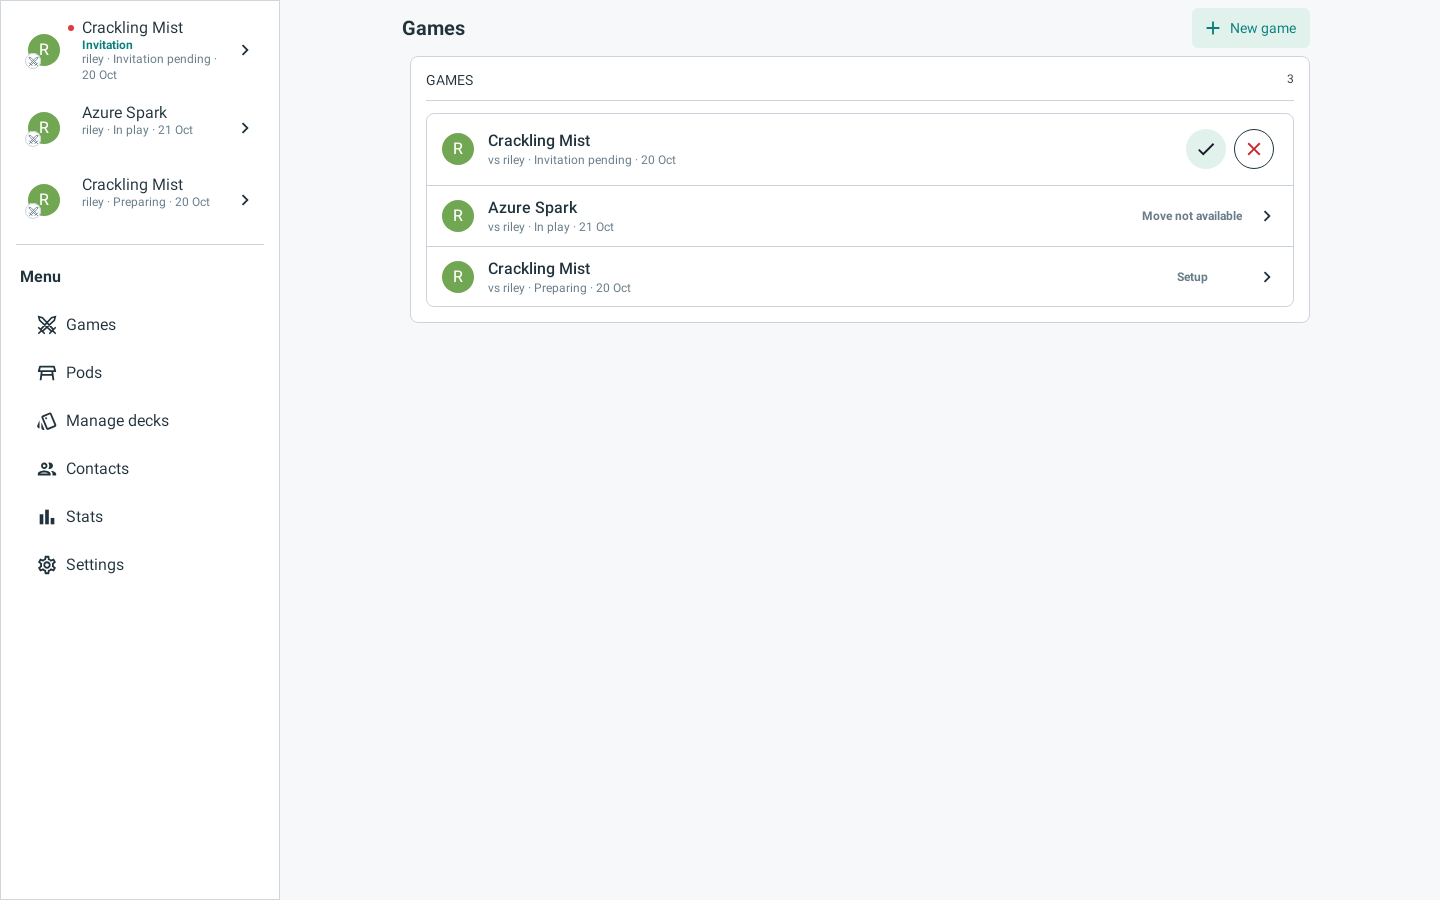 Crackling Mist
Invitation
riley · Invitation pending ·
20 Oct
R
Azure Spark
riley · In play · 21 Oct
R
Crackling Mist
riley · Preparing · 20 Oct
R
Menu
Games
Pods
Manage decks
Contacts
Stats
Settings
Games
New game
GAMES
3
R
Crackling Mist
vs riley · Invitation pending · 20 Oct
R
Azure Spark
vs riley · In play · 21 Oct
Move not available
R
Crackling Mist
vs riley · Preparing · 20 Oct
Setup